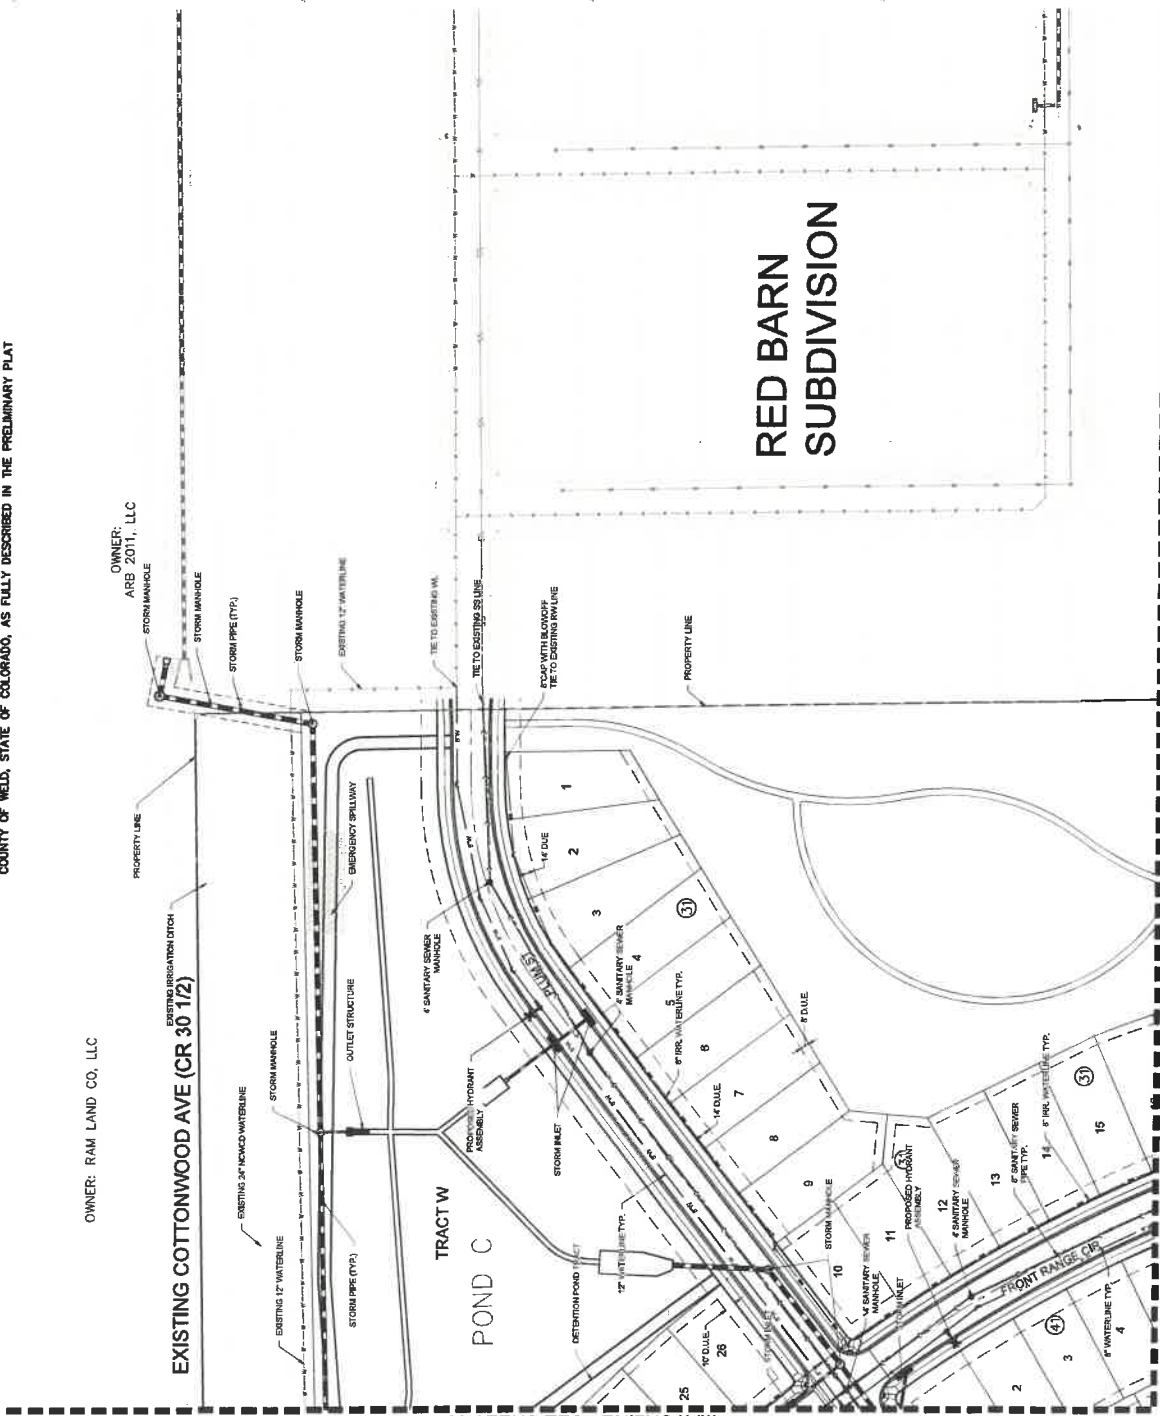 COUNTY OF WELD, STATE OF COLORADO, AS FULLY DESCRIBED IN THE PRELIMINARY PLAT
OWNER: RAM LAND CO, LLC
OWNER:
ARB 2011, LLC
STORM MANHOLE
STORM MANHOLE
STORM PIPE (TYP.)
STORM MANHOLE
EXISTING 12" WATERLINE
TIE TO EXISTING WL
TIE TO EXISTING SS LINE
8" CAP WITH BLOWOFF
TIE TO EXISTING RW LINE
PROPERTY LINE
PROPERTY LINE
RED BARN
SUBDIVISION
EXISTING IRRIGATION DITCH
EXISTING COTTONWOOD AVE (CR 30 1/2)
EXISTING 24" NCWCD WATERLINE
EXISTING 12" WATERLINE
STORM MANHOLE
STORM PIPE (TYP.)
OUTLET STRUCTURE
EMERGENCY SPILLWAY
4' SANITARY SEWER
MANHOLE
TRACT W
POND C
PROPOSED HYDRANT
ASSEMBLY
STORM INLET
DETENTION POND TRACT
12" WATERLINE TYP.
PLUM ST
14' DUE
1
2
3
4
5
6
7
8
9
10
11
12
13
14
15
31
4' SANITARY SEWER
MANHOLE
8" IRR. WATERLINE TYP.
14' D.U.E.
8' D.U.E.
STORM MANHOLE
4' SANITARY SEWER
MANHOLE
STORM INLET
PROPOSED HYDRANT
ASSEMBLY
4' SANITARY SEWER
MANHOLE
8" SANITARY SEWER
PIPE TYP.
8" IRR. WATERLINE TYP.
31
FRONT RANGE CIR
10' D.U.E.
25
26
STORM INLET
41
2
3
4
8" WATERLINE TYP.